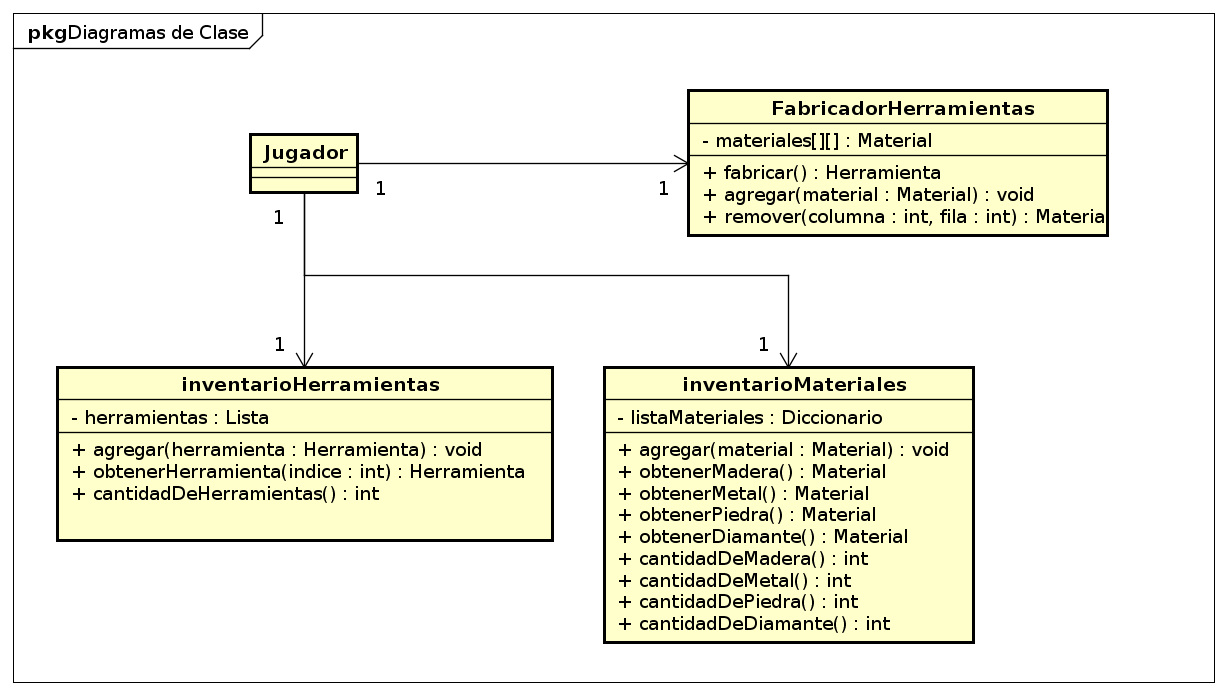 pkgDiagramas de Clase
Jugador
1
1
1
FabricadorHerramientas
- materiales[][] : Material
+ fabricar() : Herramienta
+ agregar(material : Material) : void
+ remover(columna : int, fila : int) : Materia
1
inventarioHerramientas
- herramientas : Lista
+ agregar(herramienta : Herramienta) : void
+ obtenerHerramienta(indice : int) : Herramienta
+ cantidadDeHerramientas() : int
1
inventarioMateriales
- listaMateriales : Diccionario
+ agregar(material : Material) : void
+ obtenerMadera() : Material
+ obtenerMetal() : Material
+ obtenerPiedra() : Material
+ obtenerDiamante() : Material
+ cantidadDeMadera() : int
+ cantidadDeMetal() : int
+ cantidadDePiedra() : int
+ cantidadDeDiamante() : int